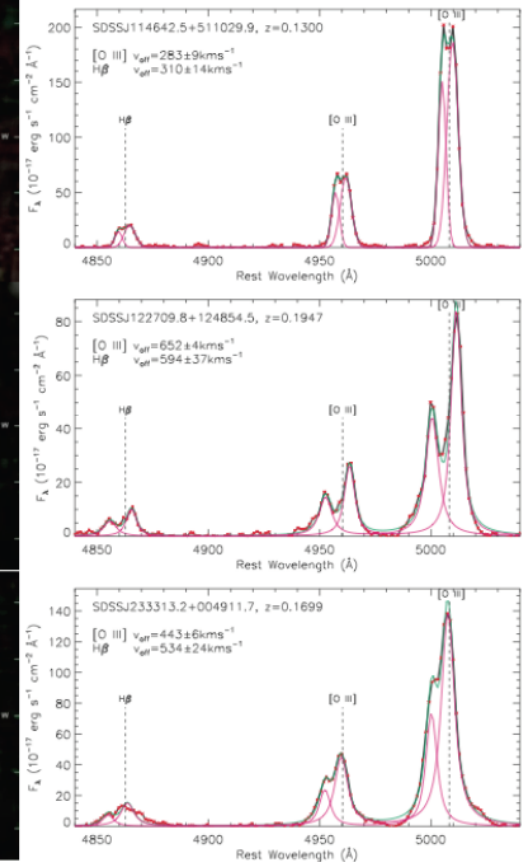 SDSSJ114642.5+511029.9, z=0.1300
[O III] v_off=283±9kms⁻¹
Hβ v_off=310±14kms⁻¹
[O III]
Hβ
[O III]
F_λ (10⁻¹⁷ erg s⁻¹ cm⁻² Å⁻¹)
200
150
100
50
0
4850 4900 4950 5000
Rest Wavelength (Å)
SDSSJ122709.8+124854.5, z=0.1947
[O III] v_off=652±4kms⁻¹
Hβ v_off=594±37kms⁻¹
Hβ
[O III]
F_λ (10⁻¹⁷ erg s⁻¹ cm⁻² Å⁻¹)
80
60
40
20
0
4850 4900 4950 5000
Rest Wavelength (Å)
SDSSJ233313.2+004911.7, z=0.1699
[O III] v_off=443±6kms⁻¹
Hβ v_off=534±24kms⁻¹
[O III]
Hβ
[O III]
F_λ (10⁻¹⁷ erg s⁻¹ cm⁻² Å⁻¹)
140
120
100
80
60
40
20
0
4850 4900 4950 5000
Rest Wavelength (Å)
W
W
W